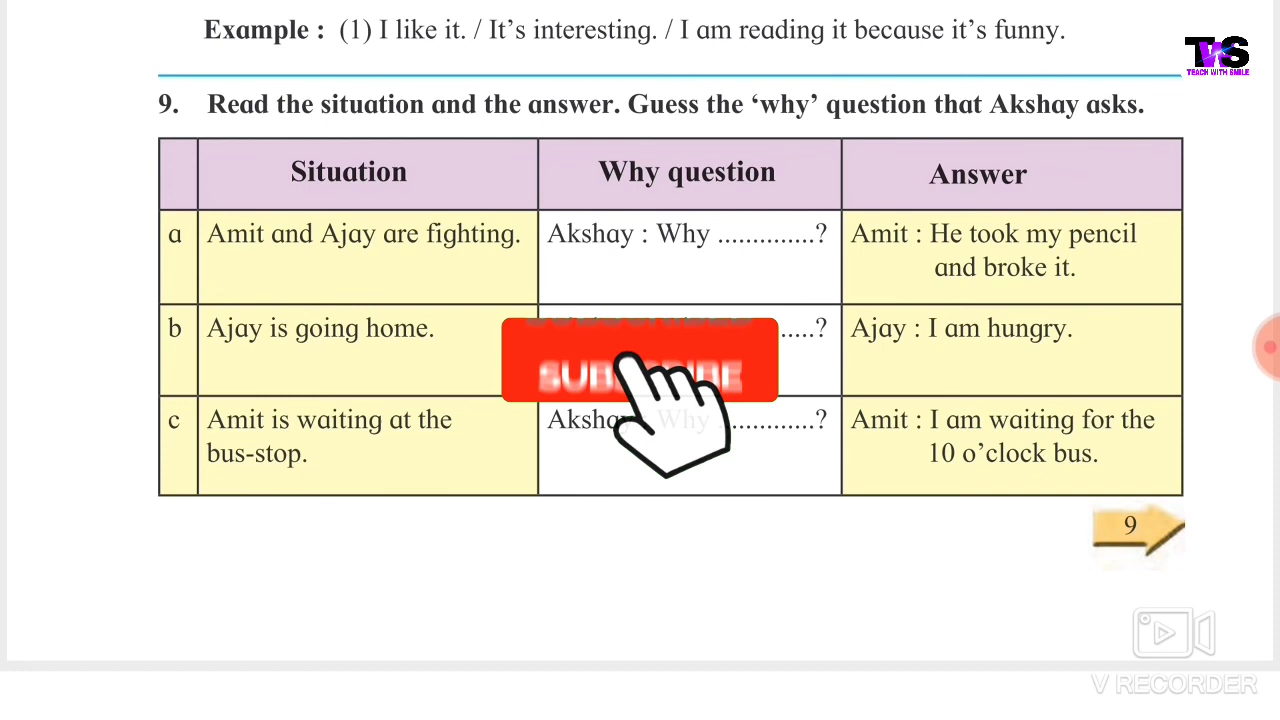 Example : (1) I like it. / It's interesting. / I am reading it because it's funny.
TWS
TEACH WITH SMILE
9. Read the situation and the answer. Guess the ‘why’ question that Akshay asks.
Situation Why question Answer
a Amit and Ajay are fighting. Akshay : Why ..............? Amit : He took my pencil
and broke it.
b Ajay is going home. .....? Ajay : I am hungry.
SUBSCRIBE
c Amit is waiting at the Akshay : Why ............? Amit : I am waiting for the
bus-stop. 10 o’clock bus.
9
V RECORDER